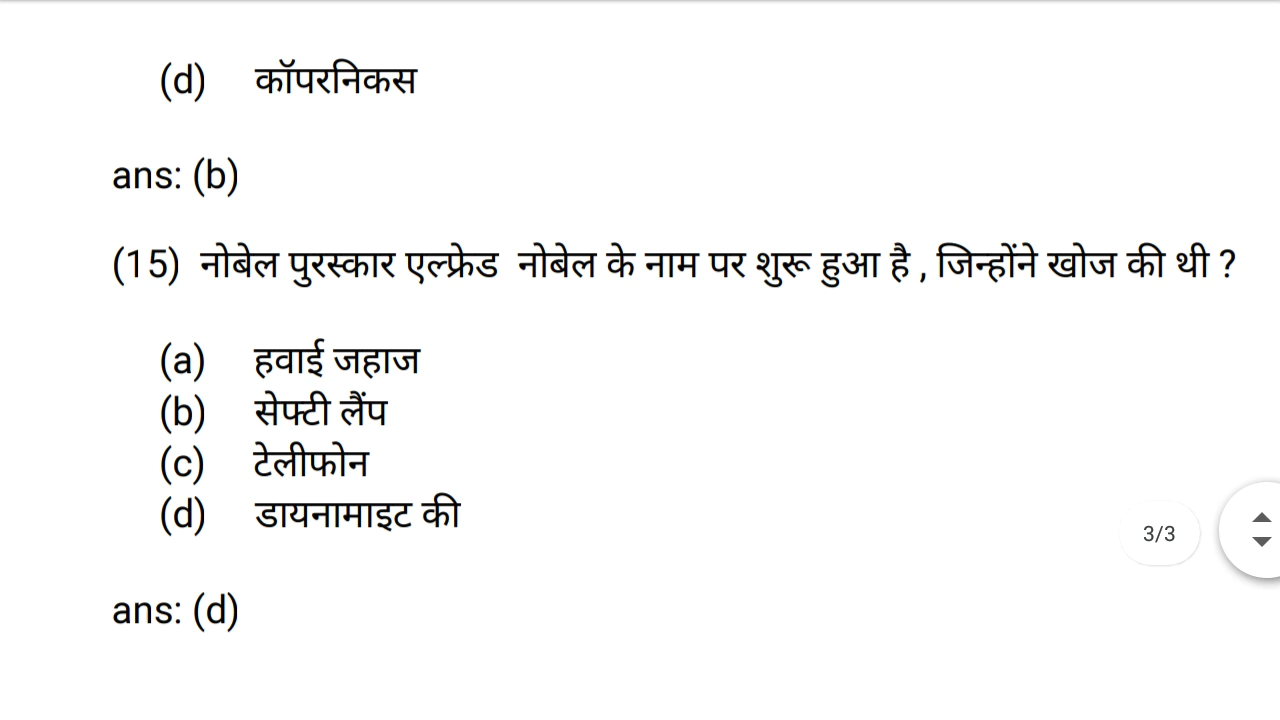 (d) कॉपरनिकस
ans: (b)
(15) नोबेल पुरस्कार एल्फ्रेड नोबेल के नाम पर शुरू हुआ है , जिन्होंने खोज की थी ?
(a) हवाई जहाज
(b) सेफ्टी लैंप
(c) टेलीफोन
(d) डायनामाइट की
3/3
ans: (d)